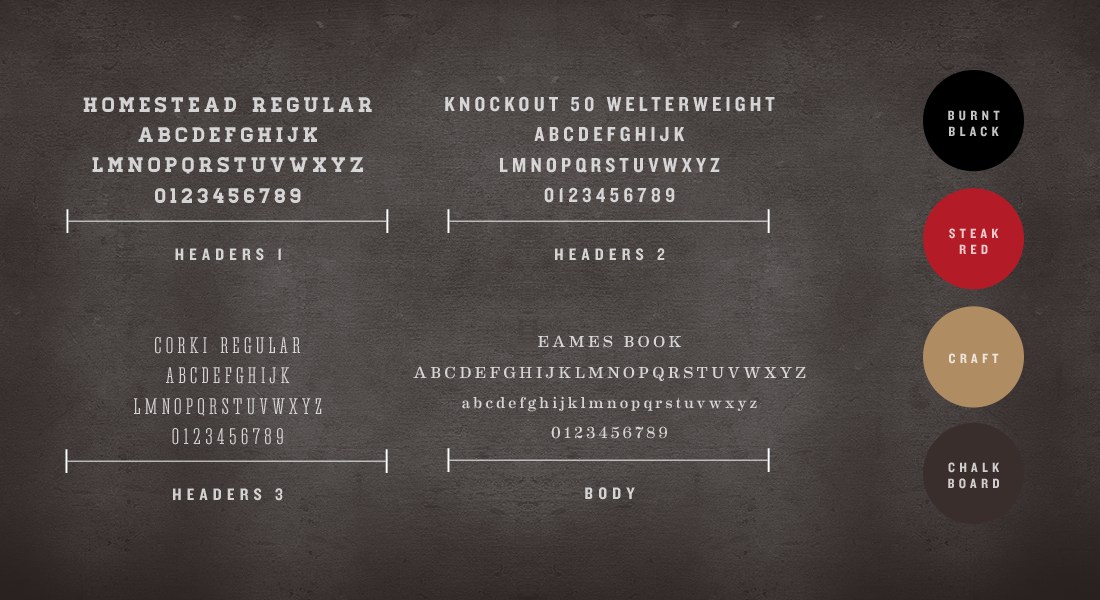 HOMESTEAD REGULAR
ABCDEFGHIJK
LMNOPQRSTUVWXYZ
0123456789
HEADERS 1
KNOCKOUT 50 WELTERWEIGHT
ABCDEFGHIJK
LMNOPQRSTUVWXYZ
0123456789
HEADERS 2
CORKI REGULAR
ABCDEFGHIJK
LMNOPQRSTUVWXYZ
0123456789
HEADERS 3
EAMES BOOK
ABCDEFGHIJKLMNOPQRSTUVWXYZ
abcdefghijklmnopqrstuvwxyz
0123456789
BODY
BURNT
BLACK
STEAK
RED
CRAFT
CHALK
BOARD